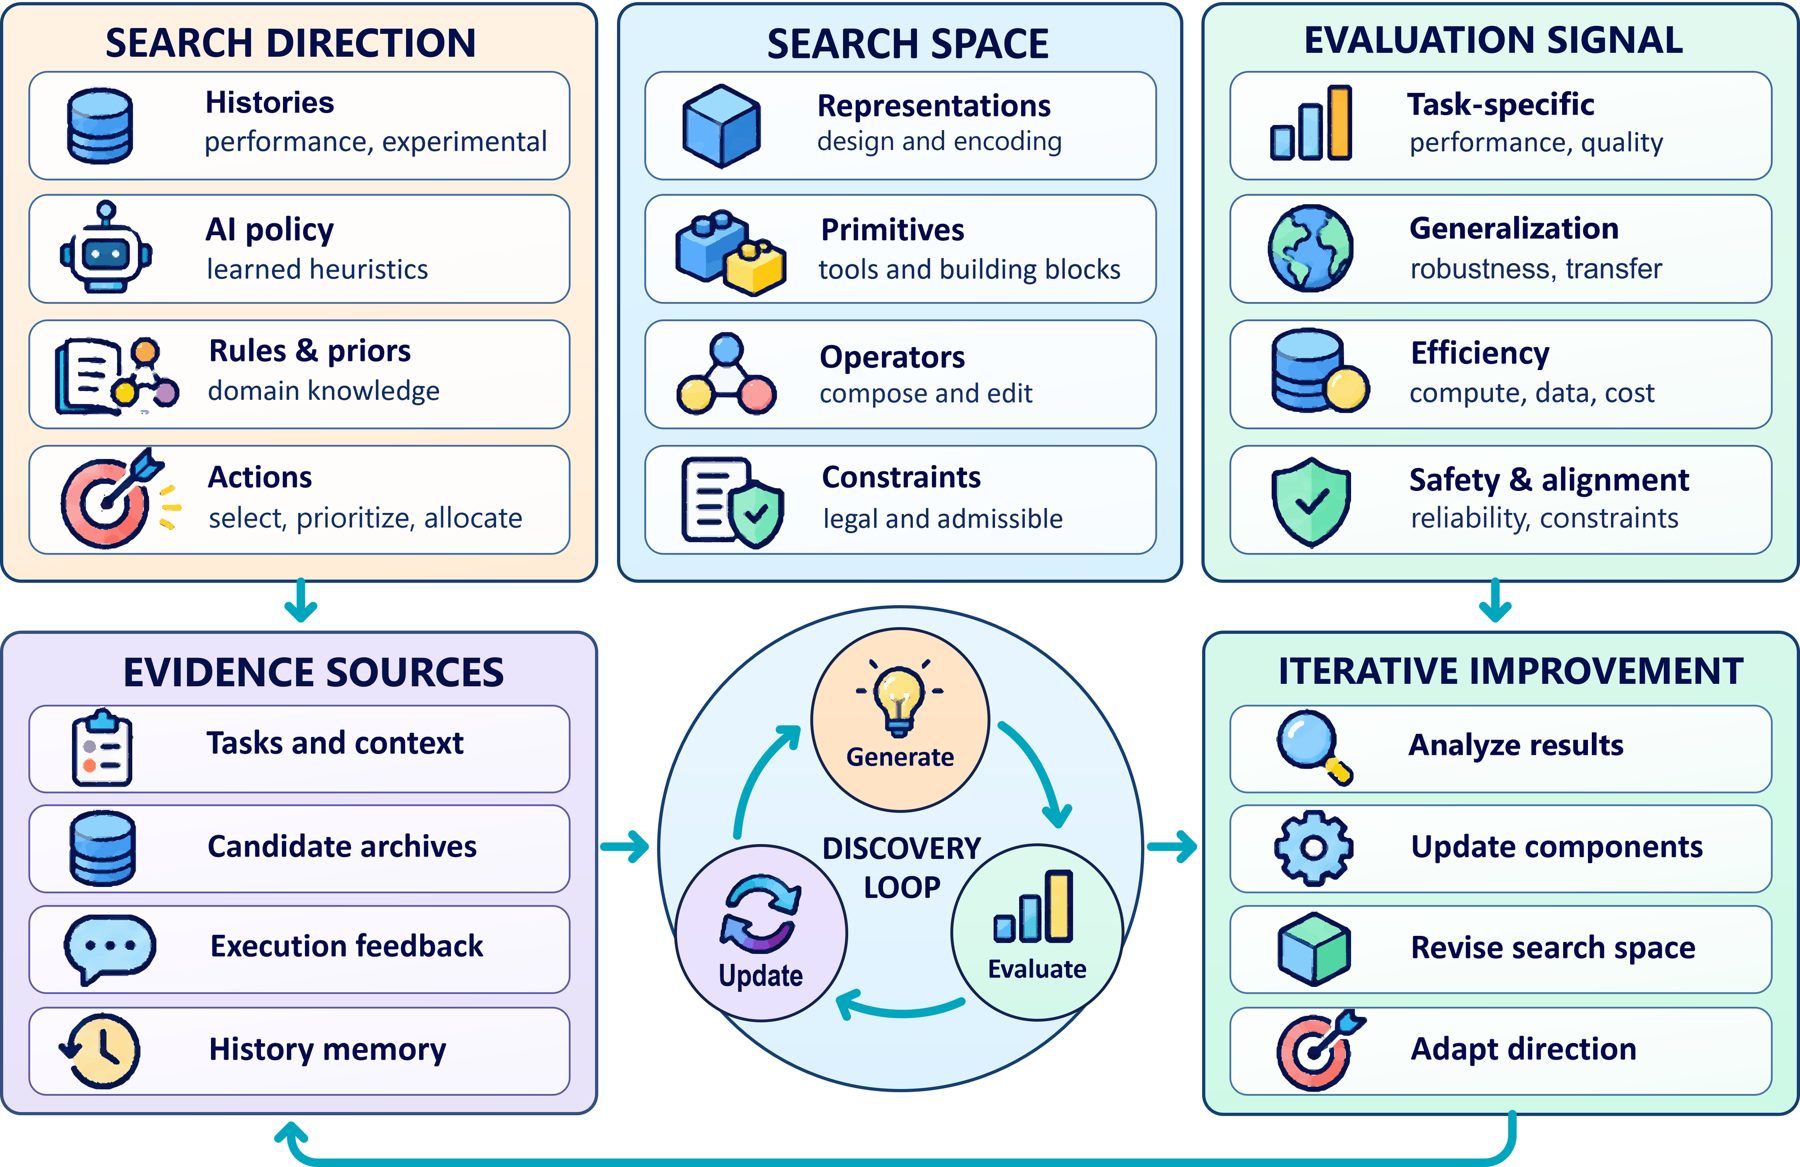 SEARCH DIRECTION
Histories
performance, experimental
AI policy
learned heuristics
Rules & priors
domain knowledge
Actions
select, prioritize, allocate
SEARCH SPACE
Representations
design and encoding
Primitives
tools and building blocks
Operators
compose and edit
Constraints
legal and admissible
EVALUATION SIGNAL
Task-specific
performance, quality
Generalization
robustness, transfer
Efficiency
compute, data, cost
Safety & alignment
reliability, constraints
EVIDENCE SOURCES
Tasks and context
Candidate archives
Execution feedback
History memory
Generate
DISCOVERY
LOOP
Update
Evaluate
ITERATIVE IMPROVEMENT
Analyze results
Update components
Revise search space
Adapt direction